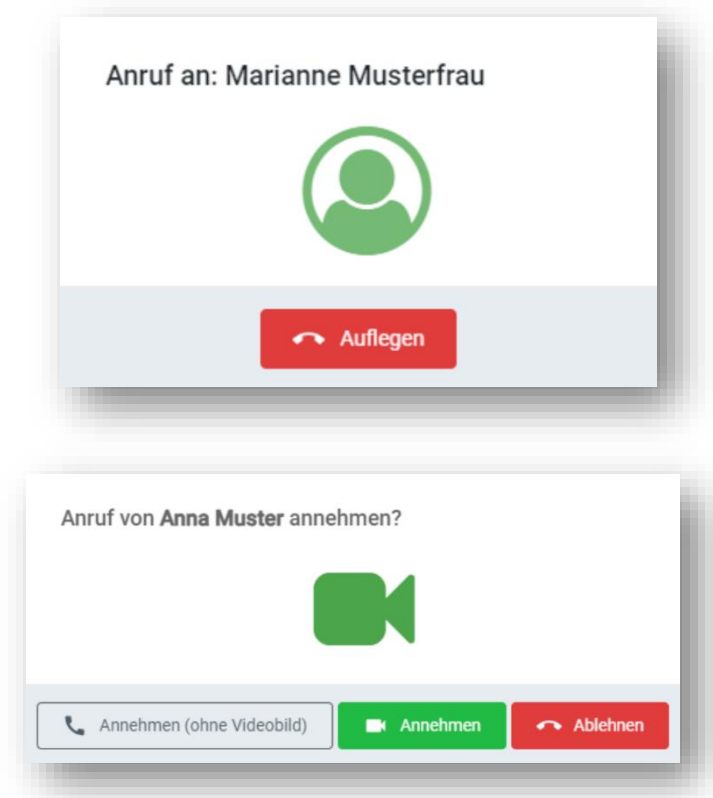 Anruf an: Marianne Musterfrau
Auflegen
Anruf von Anna Muster annehmen?
Annehmen (ohne Videobild) Annehmen Ablehnen